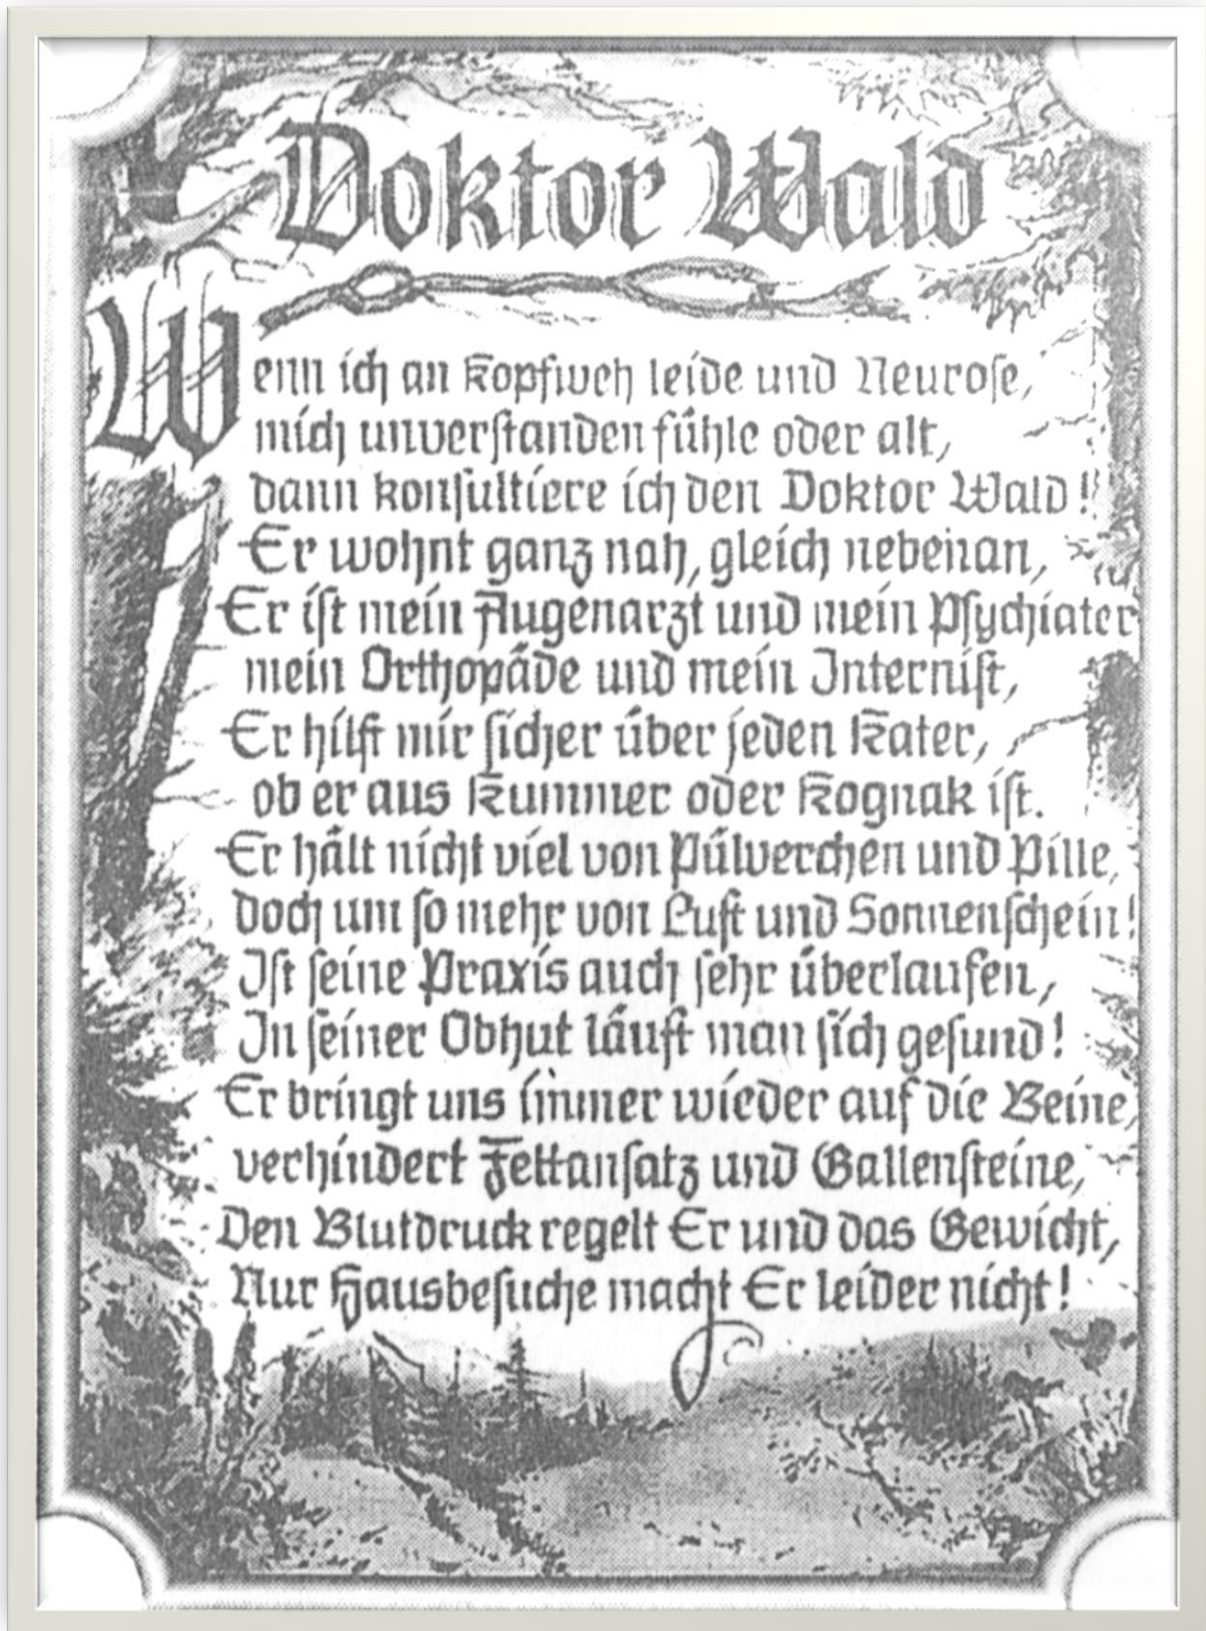 Doktor Wald
Wenn ich an Kopfweh leide und Neurose,
mich unverstanden fühle oder alt,
dann konsultiere ich den Doktor Wald!
Er wohnt ganz nah, gleich nebenan,
Er ist mein Augenarzt und mein Psychiater
mein Orthopäde und mein Internist,
Er hilft mir sicher über jeden Kater,
ob er aus Kummer oder Kognak ist.
Er hält nicht viel von Pülverchen und Pille,
doch um so mehr von Luft und Sonnenschein!
Ist seine Praxis auch sehr überlaufen,
In seiner Obhut läuft man sich gesund!
Er bringt uns immer wieder auf die Beine,
verhindert Fettansatz und Gallensteine,
Den Blutdruck regelt Er und das Gewicht,
Nur Hausbesuche macht Er leider nicht!